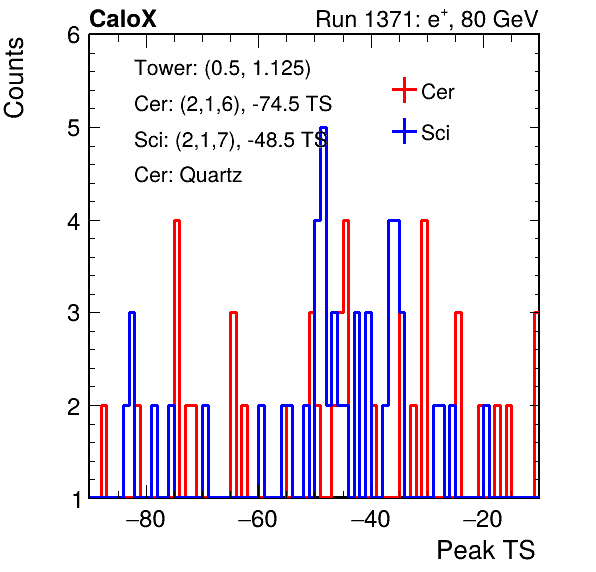 CaloX Run 1371: e+, 80 GeV
Counts
6
5
4
3
2
1
Tower: (0.5, 1.125)
Cer: (2,1,6), -74.5 TS
Sci: (2,1,7), -48.5 TS
Cer: Quartz
Cer
Sci
−80 −60 −40 −20
Peak TS